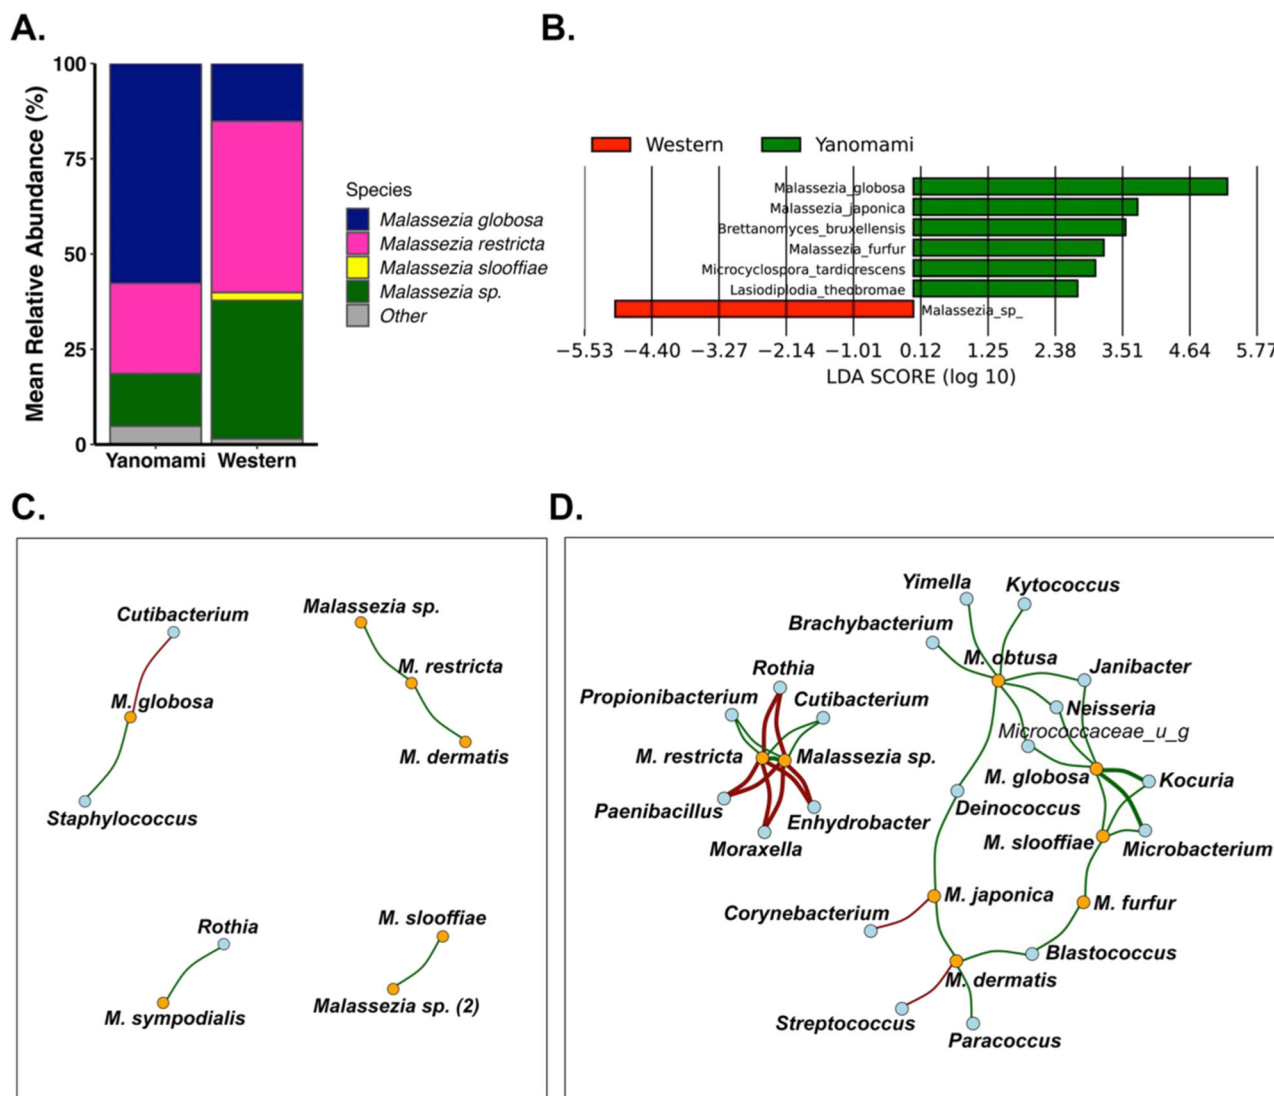 A.
100
75
50
25
0
Mean Relative Abundance (%)
Yanomami Western
Species
Malassezia globosa
Malassezia restricta
Malassezia slooffiae
Malassezia sp.
Other
B.
Western Yanomami
Malassezia_globosa
Malassezia_japonica
Brettanomyces_bruxellensis
Malassezia_furfur
Microcyclospora_tardicrescens
Lasiodiplodia_theobromae
Malassezia_sp_
−5.53 −4.40 −3.27 −2.14 −1.01 0.12 1.25 2.38 3.51 4.64 5.77
LDA SCORE (log 10)
C.
Cutibacterium
Malassezia sp.
M. restricta
M. globosa
M. dermatis
Staphylococcus
Rothia
M. slooffiae
M. sympodialis
Malassezia sp. (2)
D.
Yimella
Kytococcus
Brachybacterium
M. obtusa
Rothia
Janibacter
Propionibacterium
Cutibacterium
Neisseria
Micrococcaceae_u_g
M. restricta
Malassezia sp.
M. globosa
Kocuria
Paenibacillus
Deinococcus
Enhydrobacter
M. slooffiae
Microbacterium
Moraxella
M. japonica
M. furfur
Corynebacterium
Blastococcus
M. dermatis
Streptococcus
Paracoccus